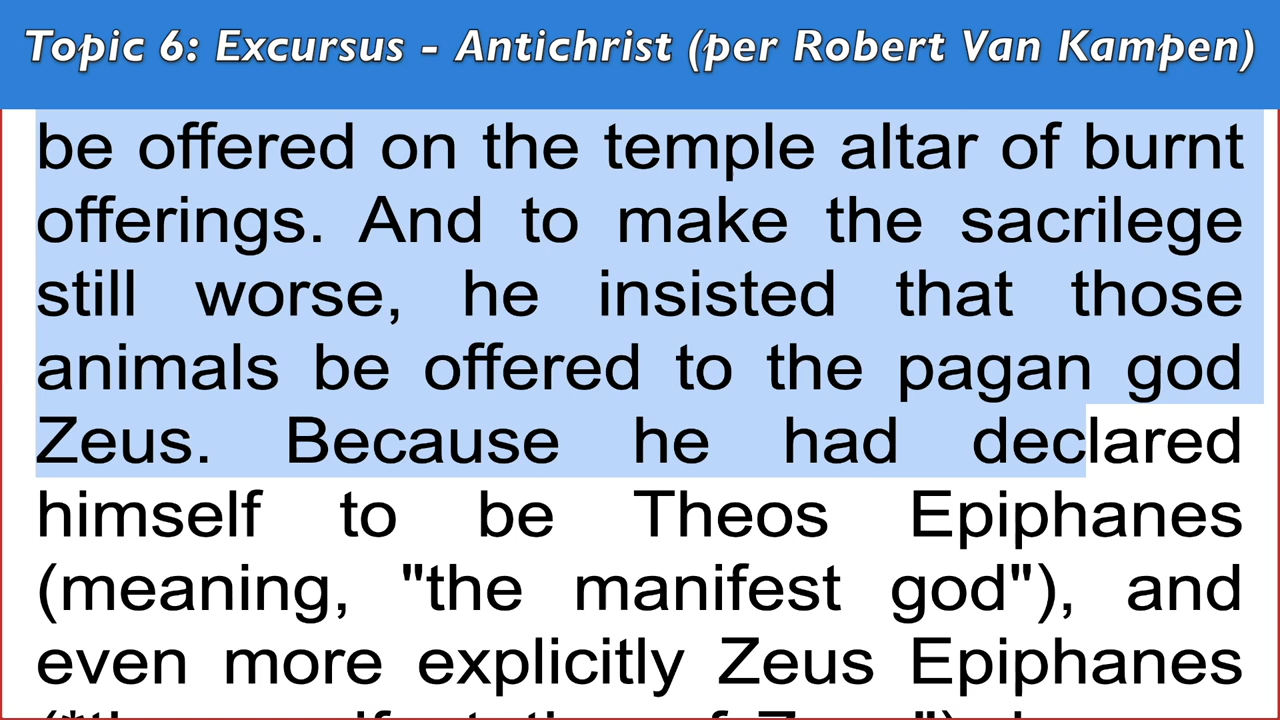 Topic 6: Excursus - Antichrist (per Robert Van Kampen)
be offered on the temple altar of burnt
offerings. And to make the sacrilege
still worse, he insisted that those
animals be offered to the pagan god
Zeus. Because he had declared
himself to be Theos Epiphanes
(meaning, "the manifest god"), and
even more explicitly Zeus Epiphanes